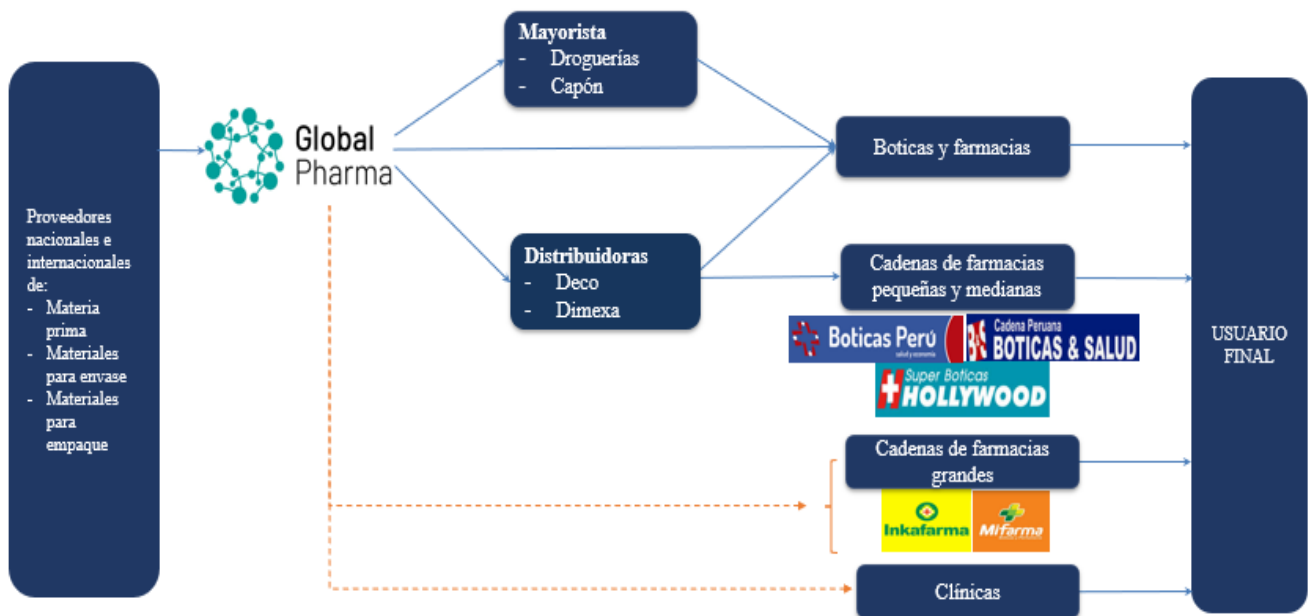 Proveedores
nacionales e
internacionales
de:
- Materia
prima
- Materiales
para envase
- Materiales
para
empaque
Global
Pharma
Mayorista
- Droguerías
- Capón
Distribuidoras
- Deco
- Dimexa
Boticas y farmacias
Cadenas de farmacias
pequeñas y medianas
Boticas Perú
salud y economía
B&S
Cadena Peruana
BOTICAS & SALUD
Super Boticas
HOLLYWOOD
Cadenas de farmacias
grandes
Inkafarma
Mifarma
Clínicas
USUARIO
FINAL